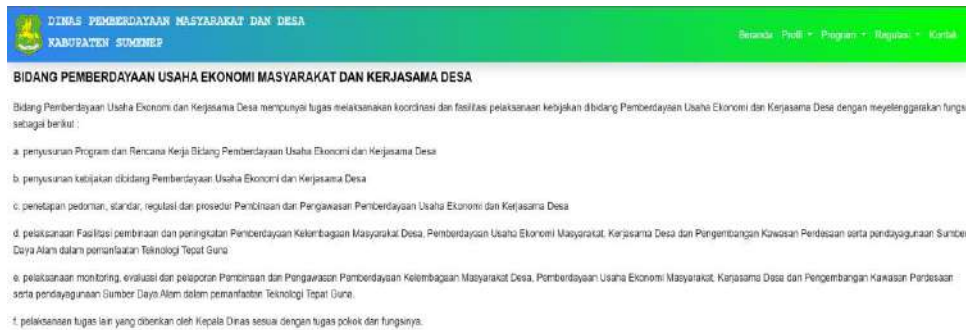 DINAS PEMBERDAYAAN MASYARAKAT DAN DESA
KABUPATEN SUMENEP
Beranda Profil Program Regulasi Kontak
BIDANG PEMBERDAYAAN USAHA EKONOMI MASYARAKAT DAN KERJASAMA DESA
Bidang Pemberdayaan Usaha Ekonomi dan Kerjasama Desa mempunyai tugas melaksanakan koordinasi dan fasilitasi pelaksanaan kebijakan dibidang Pemberdayaan Usaha Ekonomi dan Kerjasama Desa dengan meyelenggarakan fungs
sebagai berikut :
a. penyusunan Program dan Rencana Kerja Bidang Pemberdayaan Usaha Ekonomi dan Kerjasama Desa
b. penyusunan kebijakan dibidang Pemberdayaan Usaha Ekonomi dan Kerjasama Desa
c. penetapan pedoman, standar, regulasi dan prosedur Pembinaan dan Pengawasan Pemberdayaan Usaha Ekonomi dan Kerjasama Desa
d. pelaksanaan Fasilitasi pembinaan dan peningkatan Pemberdayaan Kelembagaan Masyarakat Desa, Pemberdayaan Usaha Ekonomi Masyarakat, Kerjasama Desa dan Pengembangan Kawasan Perdesaan serta pendayagunaan Sumber
Daya Alam dalam pemanfaatan Teknologi Tepat Guna
e. pelaksanaan monitoring, evaluasi dan pelaporan Pembinaan dan Pengawasan Pemberdayaan Kelembagaan Masyarakat Desa, Pemberdayaan Usaha Ekonomi Masyarakat, Kerjasama Desa dan Pengembangan Kawasan Perdesaan
serta pendayagunaan Sumber Daya Alam dalam pemanfaatan Teknologi Tepat Guna.
f. pelaksanaan tugas lain yang diberikan oleh Kepala Dinas sesuai dengan tugas pokok dan fungsinya.